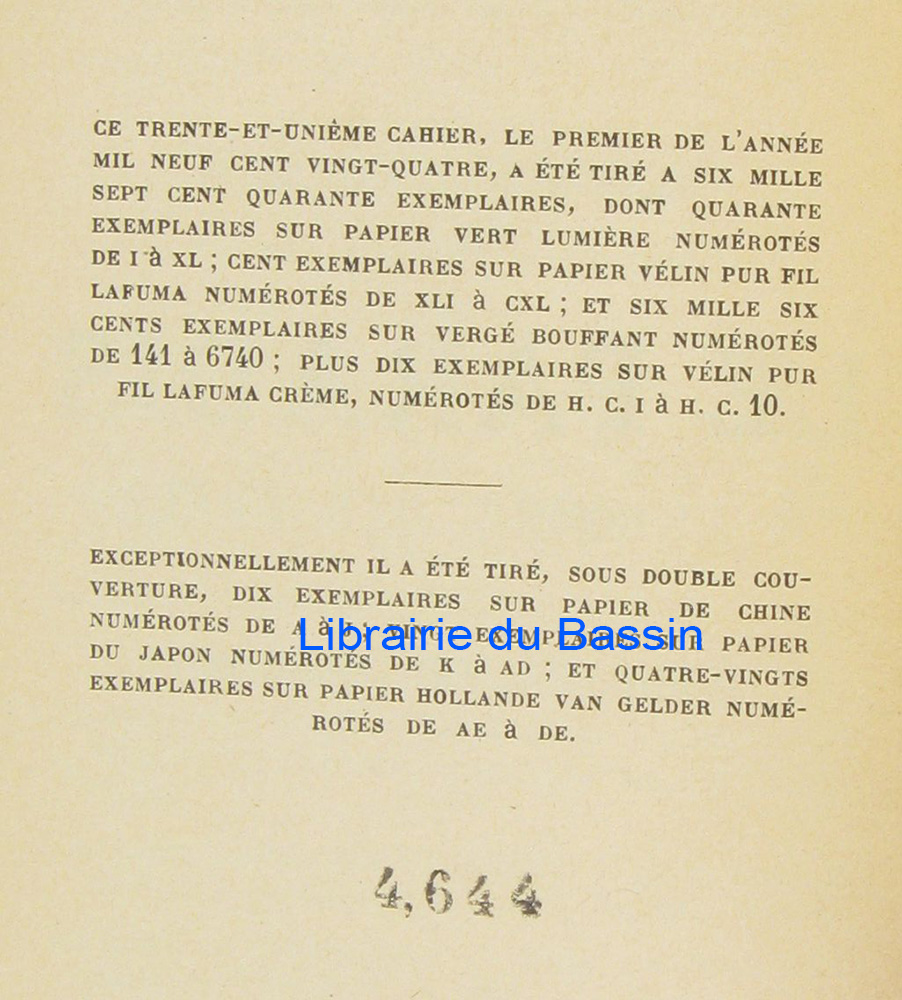 CE TRENTE-ET-UNIÈME CAHIER, LE PREMIER DE L'ANNÉE
MIL NEUF CENT VINGT-QUATRE, A ÉTÉ TIRÉ A SIX MILLE
SEPT CENT QUARANTE EXEMPLAIRES, DONT QUARANTE
EXEMPLAIRES SUR PAPIER VERT LUMIÈRE NUMÉROTÉS
DE I à XL ; CENT EXEMPLAIRES SUR PAPIER VÉLIN PUR FIL
LAFUMA NUMÉROTÉS DE XLI à CXL ; ET SIX MILLE SIX
CENTS EXEMPLAIRES SUR VERGÉ BOUFFANT NUMÉROTÉS
DE 141 à 6740 ; PLUS DIX EXEMPLAIRES SUR VÉLIN PUR
FIL LAFUMA CRÈME, NUMÉROTÉS DE H. C. I à H. C. 10.
EXCEPTIONNELLEMENT IL A ÉTÉ TIRÉ, SOUS DOUBLE COU-
VERTURE, DIX EXEMPLAIRES SUR PAPIER DE CHINE
NUMÉROTÉS DE A à J ; VINGT EXEMPLAIRES SUR PAPIER
Librairie du Bassin
DU JAPON NUMÉROTÉS DE K à AD ; ET QUATRE-VINGTS
EXEMPLAIRES SUR PAPIER HOLLANDE VAN GELDER NUMÉ-
ROTÉS DE AE à DE.
4,644